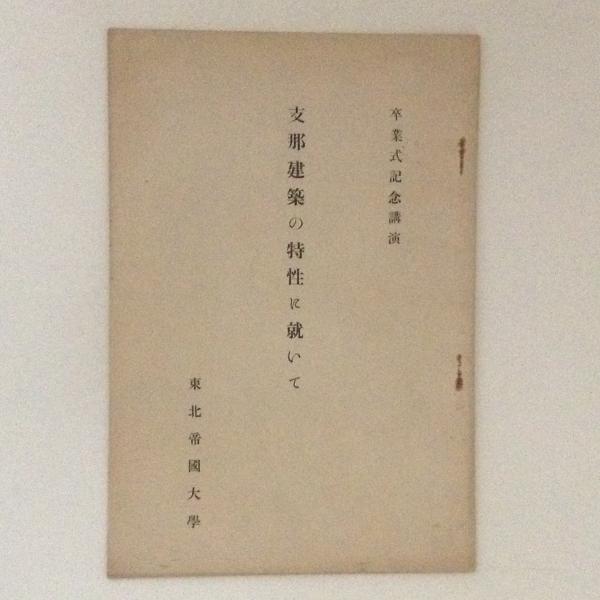 卒業式記念講演
支那建築の特性に就いて
東北帝國大學